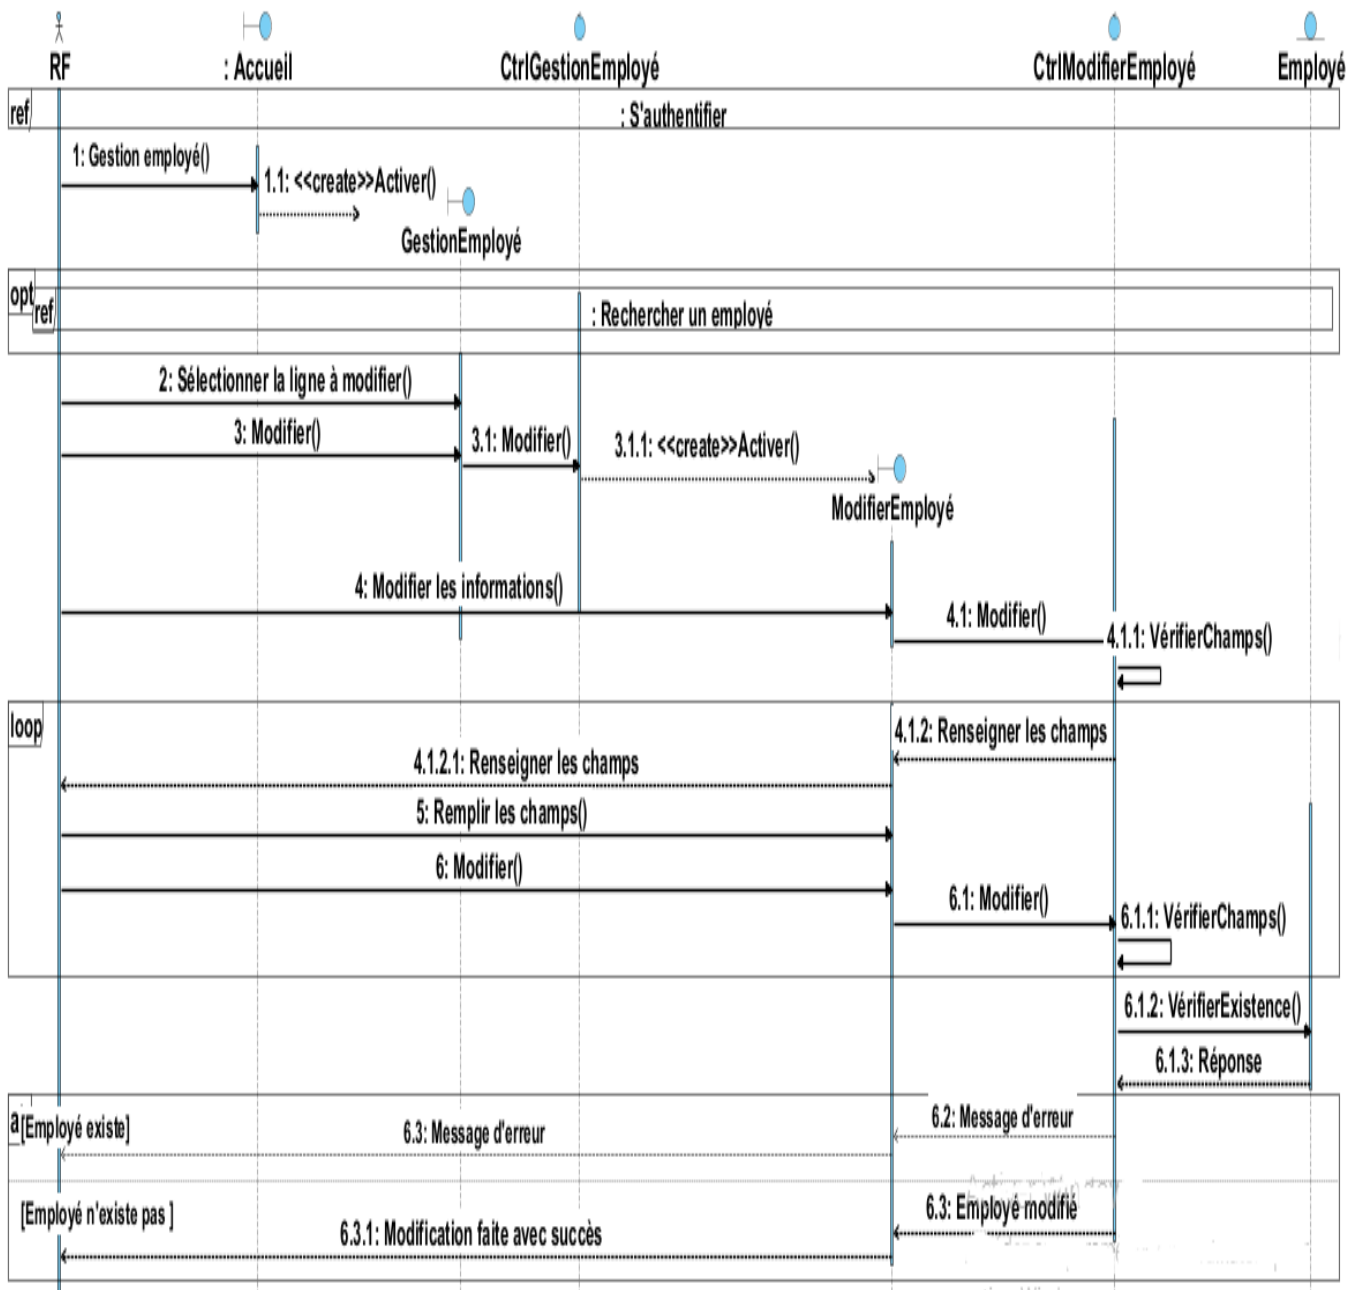 RF
: Accueil
CtrlGestionEmployé
CtrlModifierEmployé
Employé
ref
: S'authentifier
1: Gestion employé()
1.1: <<create>>Activer()
GestionEmployé
opt
ref
: Rechercher un employé
2: Sélectionner la ligne à modifier()
3: Modifier()
3.1: Modifier()
3.1.1: <<create>>Activer()
ModifierEmployé
4: Modifier les informations()
4.1: Modifier()
4.1.1: VérifierChamps()
loop
4.1.2: Renseigner les champs
4.1.2.1: Renseigner les champs
5: Remplir les champs()
6: Modifier()
6.1: Modifier()
6.1.1: VérifierChamps()
6.1.2: VérifierExistence()
6.1.3: Réponse
a
[Employé existe]
6.2: Message d'erreur
6.3: Message d'erreur
[Employé n'existe pas ]
6.3: Employé modifié
6.3.1: Modification faite avec succès